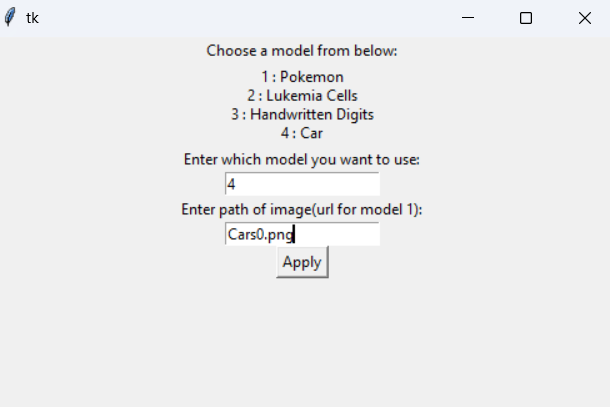 tk
Choose a model from below:
1 : Pokemon
2 : Lukemia Cells
3 : Handwritten Digits
4 : Car
Enter which model you want to use:
4
Enter path of image(url for model 1):
Cars0.png
Apply